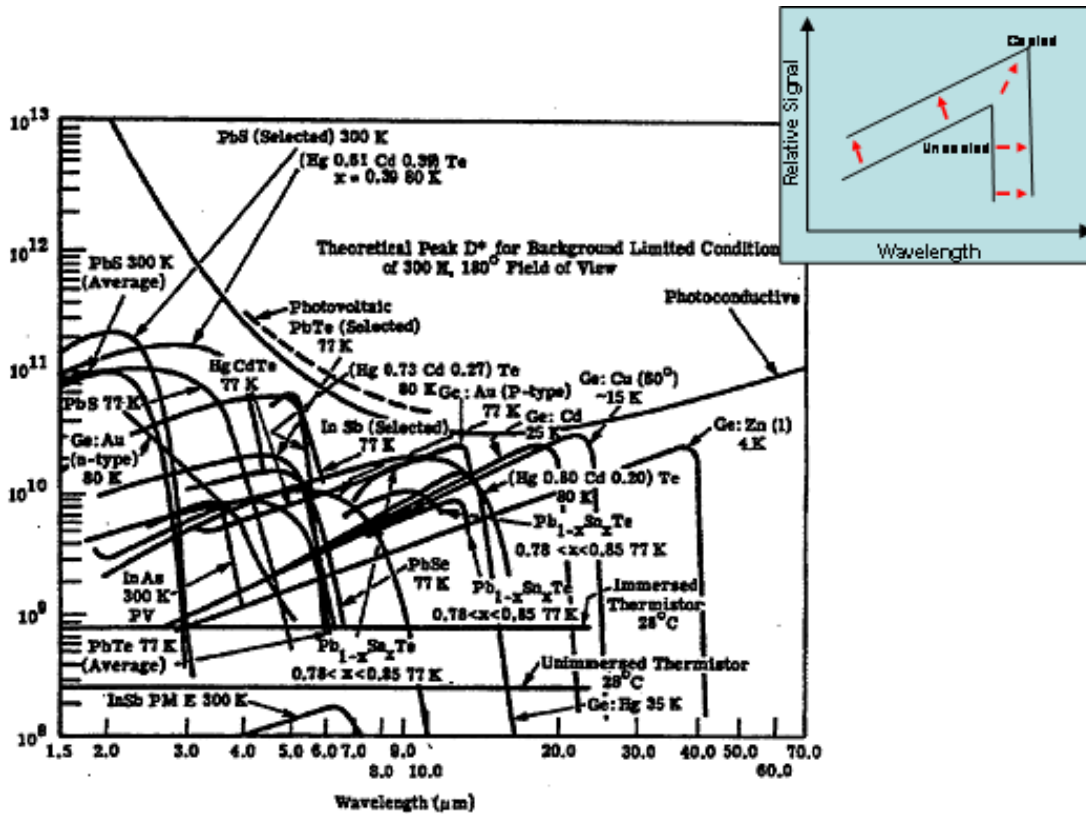 Relative Signal
Cooled
Uncooled
Wavelength
10^13
10^12
10^11
10^10
10^9
10^8
PbS (Selected) 300 K
(Hg 0.61 Cd 0.39) Te
x = 0.39 80 K
PbS 300 K
(Average)
Theoretical Peak D* for Background Limited Condition
of 300 K, 180° Field of View
Photoconductive
Photovoltaic
PbTe (Selected)
77 K
Hg CdTe
77 K
(Hg 0.73 Cd 0.27) Te
80 K
Ge: Au (P-type)
77 K
Ge: Cu (60°)
~15 K
Ge: Cd
25 K
Ge: Zn (1)
4 K
PbS 77 K
Ge: Au
(n-type)
80 K
In Sb (Selected)
77 K
(Hg 0.80 Cd 0.20) Te
80 K
Pb1-xSnxTe
0.78 <x<0.85 77 K
PbSe
77 K
InAs
300 K
PV
Pb1-xSnxTe
0.78<x<0.85 77 K
Immersed
Thermistor
28°C
PbTe 77 K
(Average)
Pb1-xSnxTe
0.78< x<0.85 77 K
Unimmersed Thermistor
28°C
InSb PM E 300 K
Ge: Hg 35 K
1.5 2.0 3.0 4.0 5.0 6.0 7.0 9.0 20.0 30.0 40.0 50.0 70.0
8.0 10.0 60.0
Wavelength (μm)